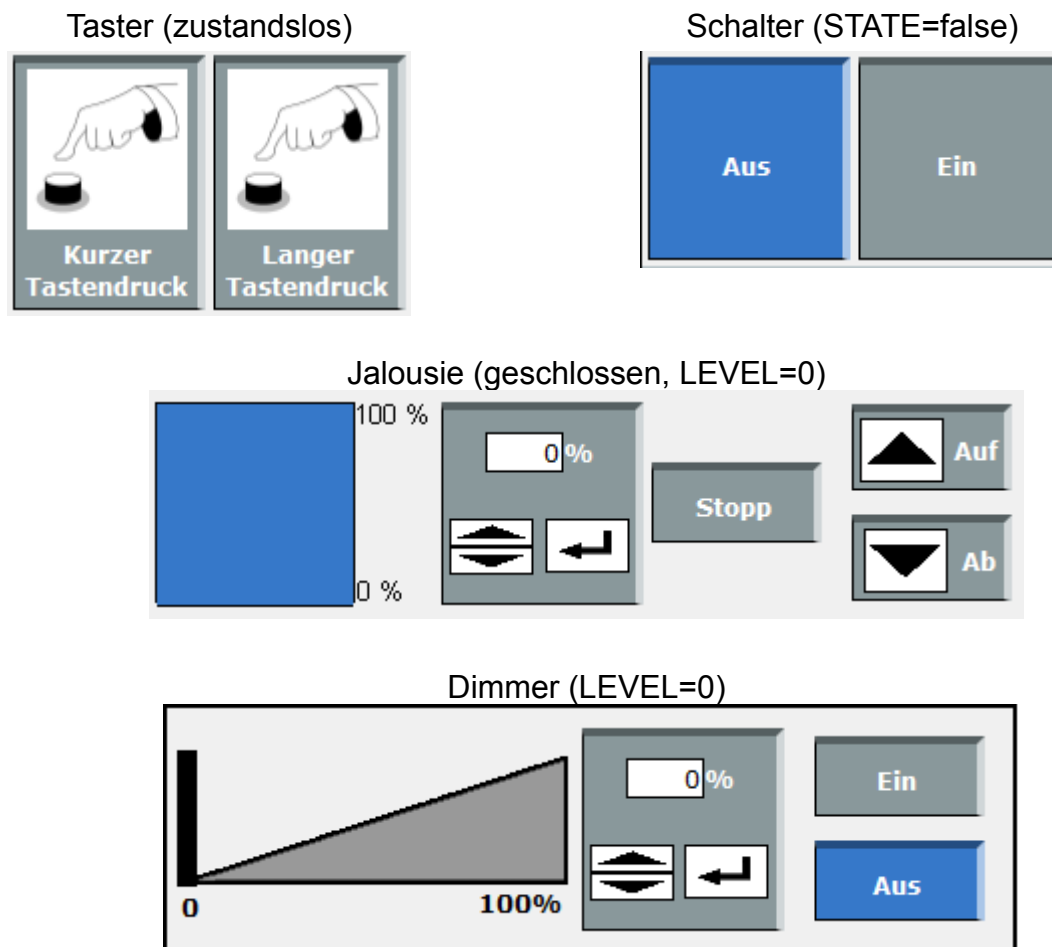 Taster (zustandslos)
Schalter (STATE=false)
Kurzer
Tastendruck
Langer
Tastendruck
Aus
Ein
Jalousie (geschlossen, LEVEL=0)
100 %
0 %
0 %
Stopp
Auf
Ab
Dimmer (LEVEL=0)
0
100%
0 %
Ein
Aus